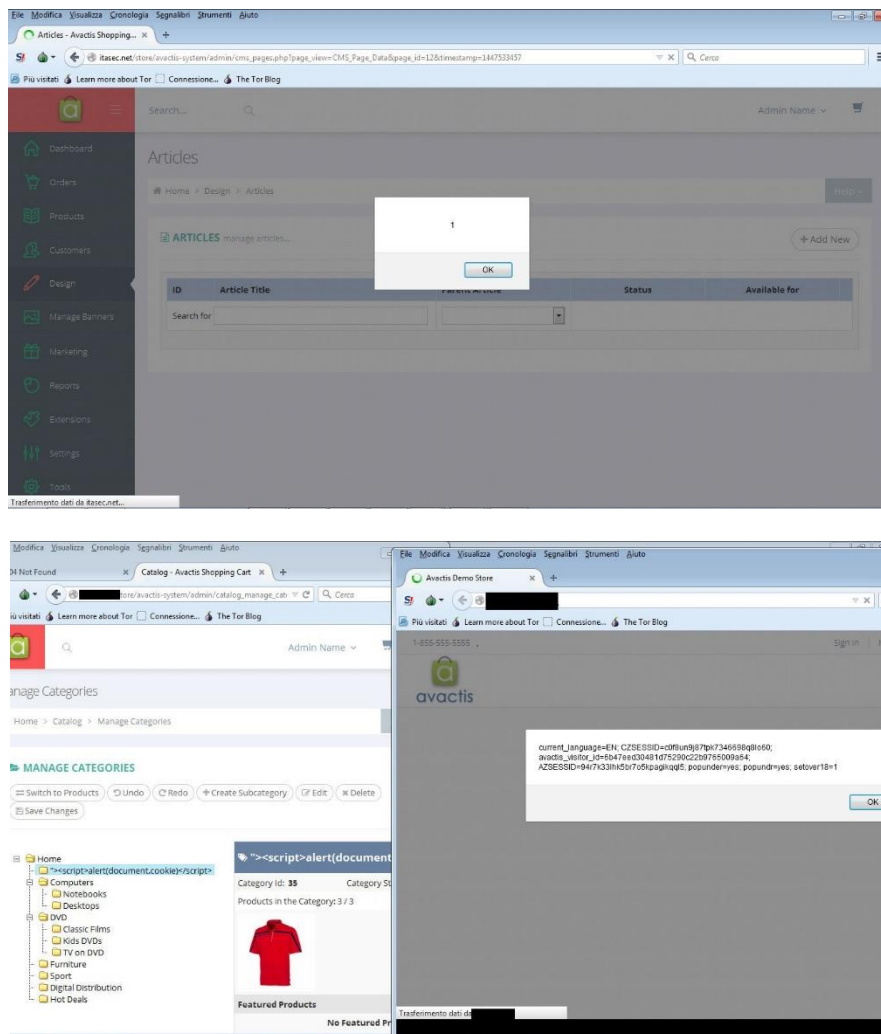 File Modifica Visualizza Cronologia Segnalibri Strumenti Aiuto
Articles - Avactis Shopping... × +
itasec.net/store/avactis-system/admin/cms_pages.php?page_view=CMS_Page_Data&page_id=12&timestamp=1447533457 Cerca
Più visitati Learn more about Tor Connessione... The Tor Blog
Search... Admin Name
Dashboard
Articles
Orders
Home > Design > Articles Help
Products
1
ARTICLES manage articles... + Add New
Customers
OK
Design
ID Article Title Parent Article Status Available for
Search for
Manage Banners
Marketing
Reports
Extensions
Settings
Tools
Trasferimento dati da itasec.net...
Modifica Visualizza Cronologia Segnalibri Strumenti Aiuto
04 Not Found × Catalog - Avactis Shopping Cart × +
tore/avactis-system/admin/catalog_manage_cat Cerca
iù visitati Learn more about Tor Connessione... The Tor Blog
Admin Name
anage Categories
Home > Catalog > Manage Categories
MANAGE CATEGORIES
Switch to Products Undo Redo + Create Subcategory Edit × Delete
Save Changes
Home
"><script>alert(document.cookie)</script>
Computers
Notebooks
Desktops
DVD
Classic Films
Kids DVDs
TV on DVD
Furniture
Sport
Digital Distribution
Hot Deals
"><script>alert(document
Category Id: 35 Category St
Products in the Category: 3 / 3
Featured Products
No Featured Pr
File Modifica Visualizza Cronologia Segnalibri Strumenti Aiuto
Avactis Demo Store × +
Più visitati Learn more about Tor Connessione... The Tor Blog
1-855-555-5555 Sign in
avactis
current_language=EN;
popunder=yes; popundr=yes; setover18=1
OK
Trasferimento dati da